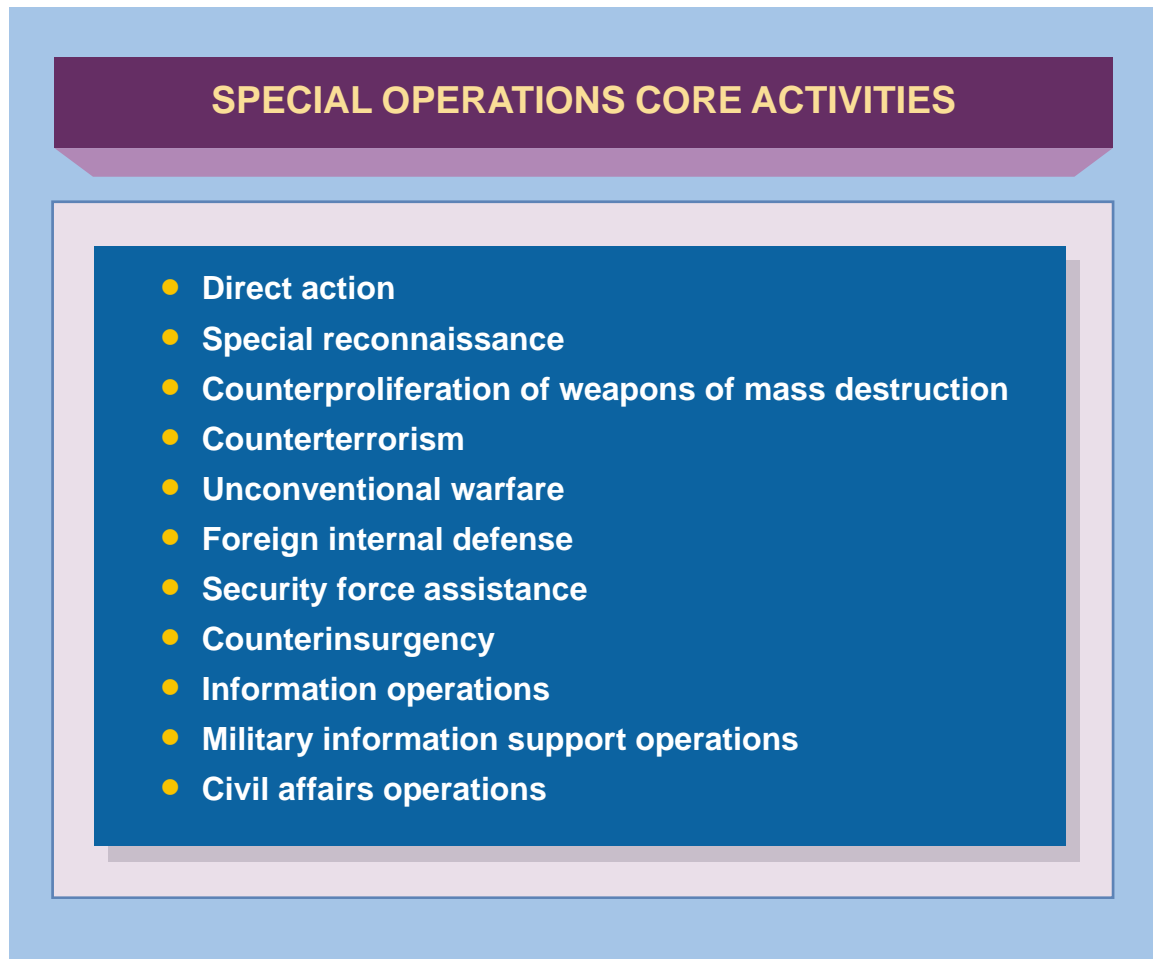 SPECIAL OPERATIONS CORE ACTIVITIES
Direct action
Special reconnaissance
Counterproliferation of weapons of mass destruction
Counterterrorism
Unconventional warfare
Foreign internal defense
Security force assistance
Counterinsurgency
Information operations
Military information support operations
Civil affairs operations